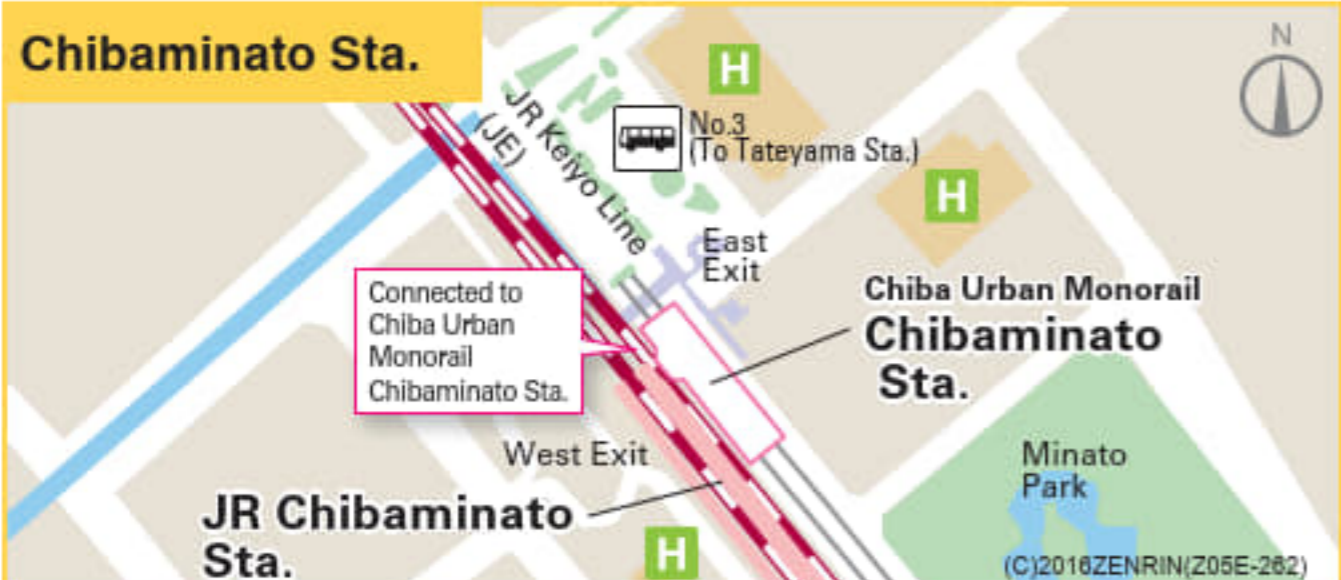 Chibaminato Sta.
N
H
JR Keiyo Line
(JE)
No.3
(To Tateyama Sta.)
H
East
Exit
Connected to
Chiba Urban
Monorail
Chibaminato Sta.
Chiba Urban Monorail
Chibaminato
Sta.
West Exit
Minato
Park
JR Chibaminato
Sta.
H
(C)2016ZENRIN(Z05E-262)